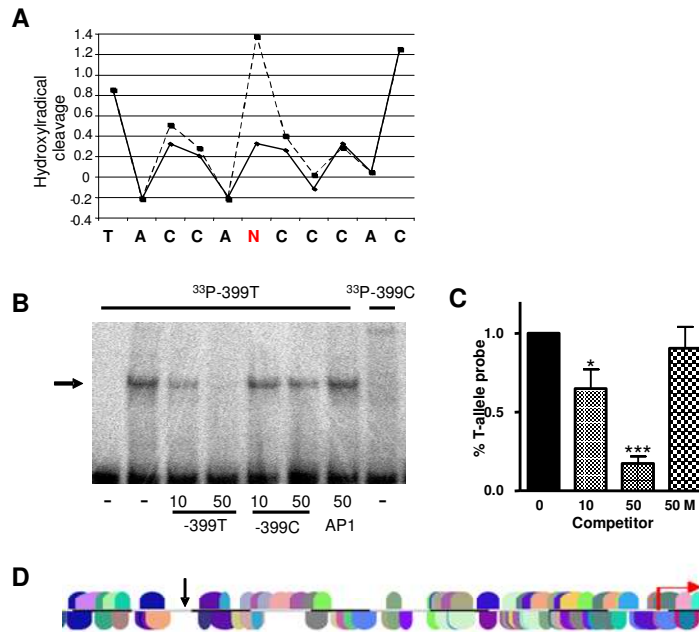 A
Hydroxylradical
cleavage
1.4
1.2
1.0
0.8
0.6
0.4
0.2
0
-0.2
-0.4
T A C C A N C C C A C
B
33P-399T 33P-399C
- - 10 50 10 50 50 -
-399T -399C AP1
C
% T-allele probe
1.0
0.5
0.0
*
***
0 10 50 50 M
Competitor
D